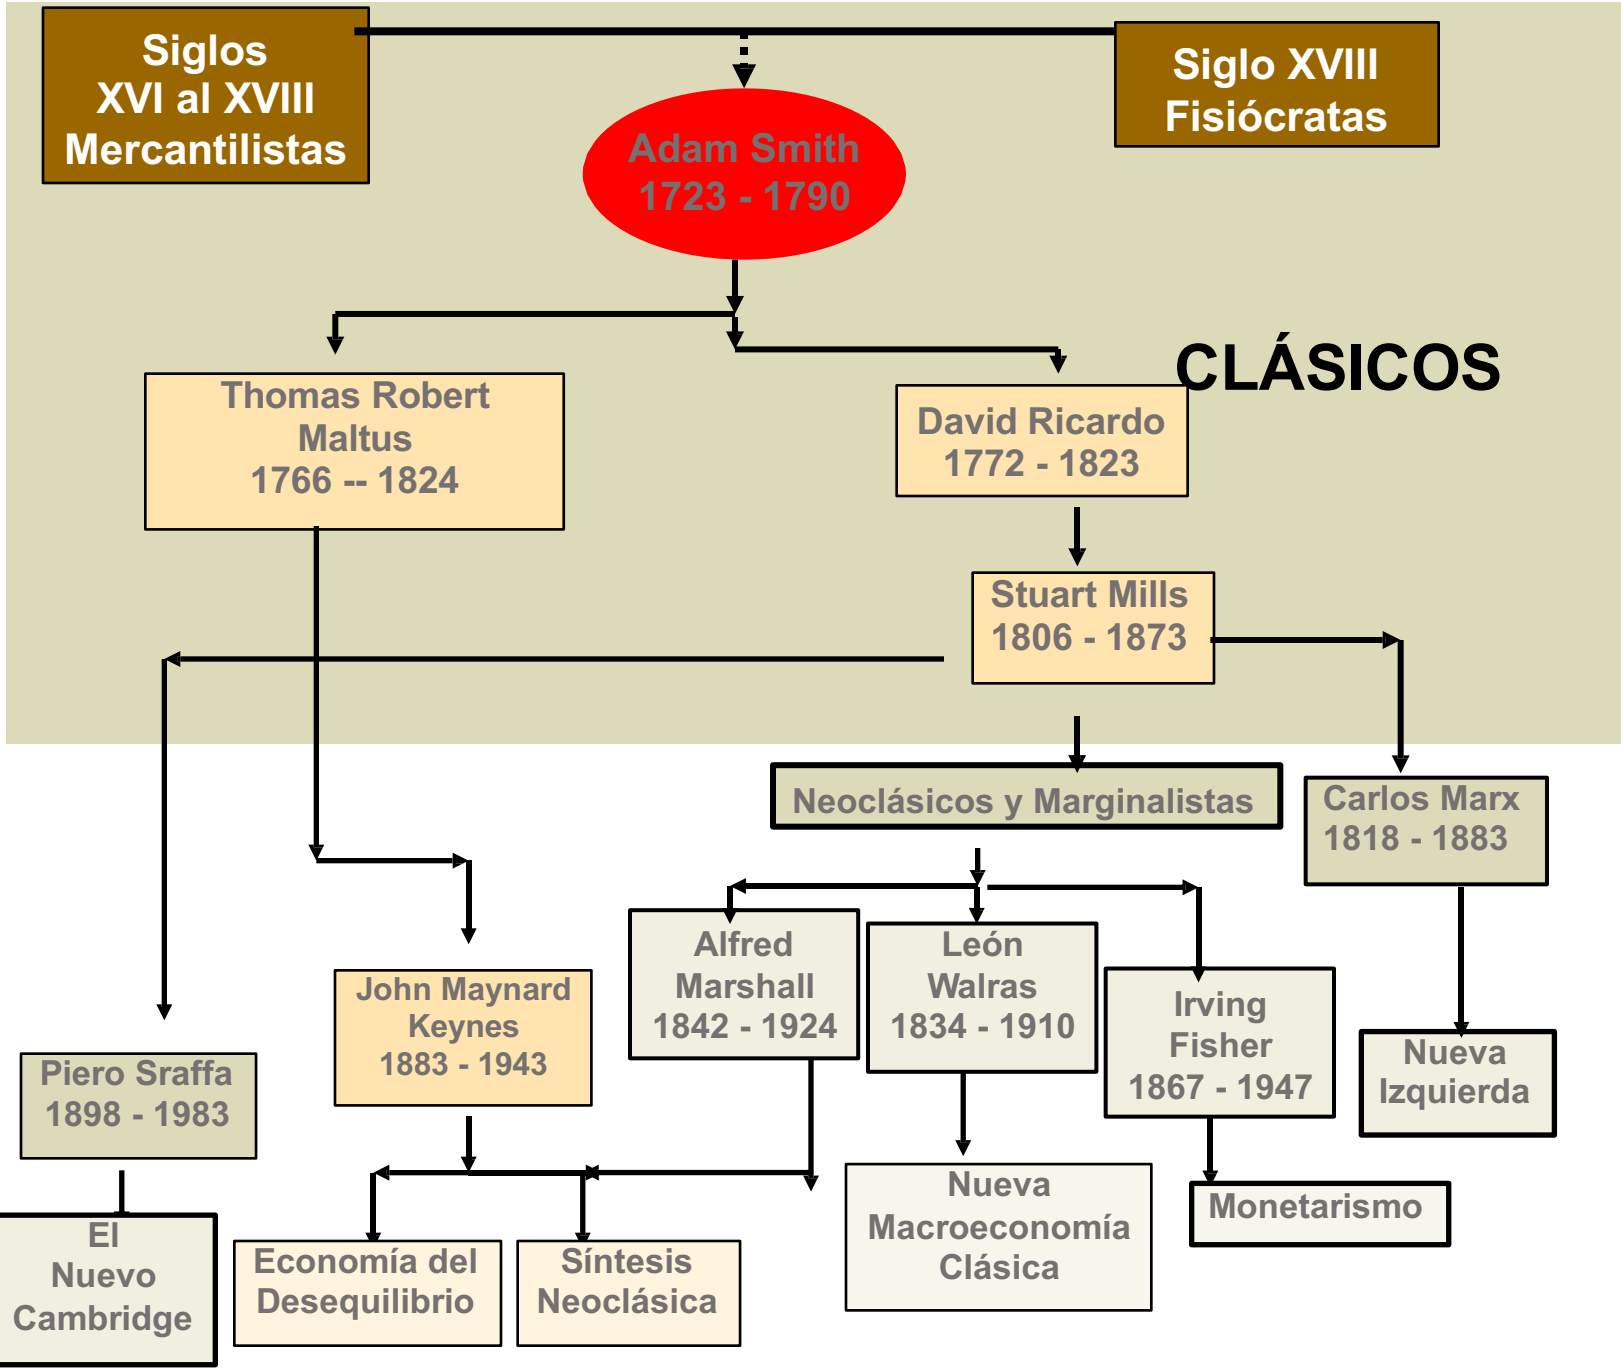 Siglos
XVI al XVIII
Mercantilistas
Siglo XVIII
Fisiócratas
Adam Smith
1723 - 1790
CLÁSICOS
Thomas Robert
Maltus
1766 -- 1824
David Ricardo
1772 - 1823
Stuart Mills
1806 - 1873
Neoclásicos y Marginalistas
Carlos Marx
1818 - 1883
Alfred
Marshall
1842 - 1924
León
Walras
1834 - 1910
Irving
Fisher
1867 - 1947
John Maynard
Keynes
1883 - 1943
Piero Sraffa
1898 - 1983
Nueva
Izquierda
El
Nuevo
Cambridge
Economía del
Desequilibrio
Síntesis
Neoclásica
Nueva
Macroeconomía
Clásica
Monetarismo